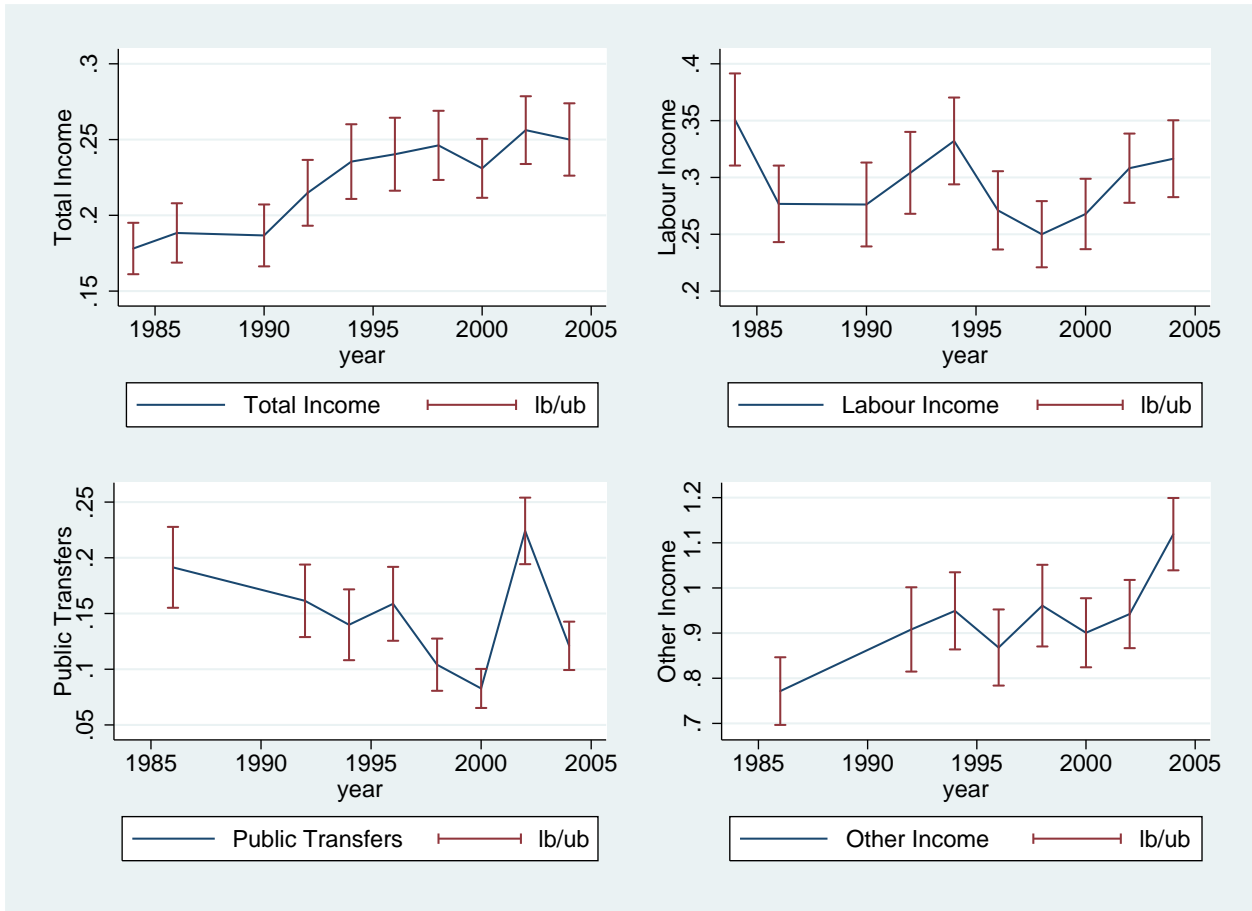 Total Income
.3
.25
.2
.15
1985 1990 1995 2000 2005
year
Total Income lb/ub
Labour Income
.4
.35
.3
.25
.2
1985 1990 1995 2000 2005
year
Labour Income lb/ub
Public Transfers
.25
.2
.15
.1
.05
1985 1990 1995 2000 2005
year
Public Transfers lb/ub
Other Income
1.2
1.1
1
.9
.8
.7
1985 1990 1995 2000 2005
year
Other Income lb/ub